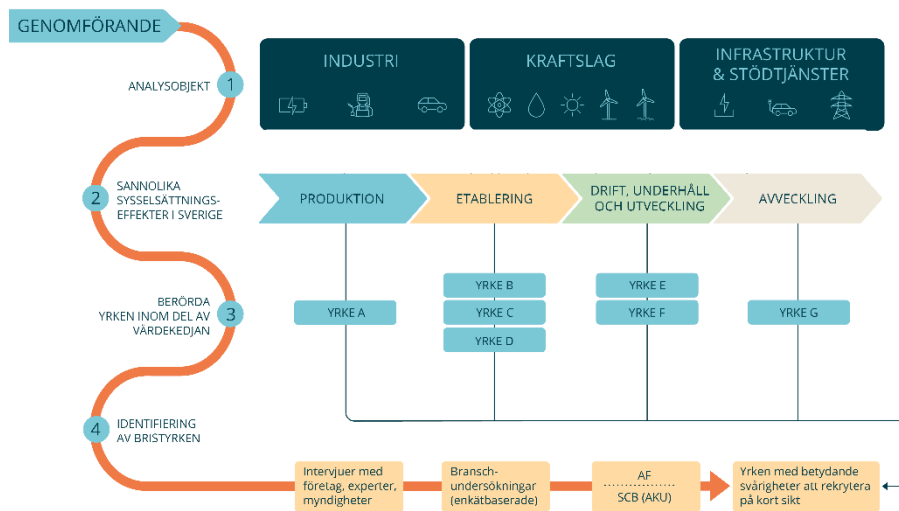 GENOMFÖRANDE
ANALYSOBJEKT
1
INDUSTRI
KRAFTSLAG
INFRASTRUKTUR
& STÖDTJÄNSTER
2
SANNOLIKA
SYSSELSÄTTNINGS-
EFFEKTER I SVERIGE
PRODUKTION
ETABLERING
DRIFT, UNDERHÅLL
OCH UTVECKLING
AVVECKLING
BERÖRDA
YRKEN INOM DEL AV
VÄRDEKEDJAN
3
YRKE A
YRKE B
YRKE C
YRKE D
YRKE E
YRKE F
YRKE G
4
IDENTIFIERING
AV BRISTYRKEN
Intervjuer med
företag, experter,
myndigheter
Bransch-
undersökningar
(enkätbaserade)
AF
SCB (AKU)
Yrken med betydande
svårigheter att rekrytera
på kort sikt